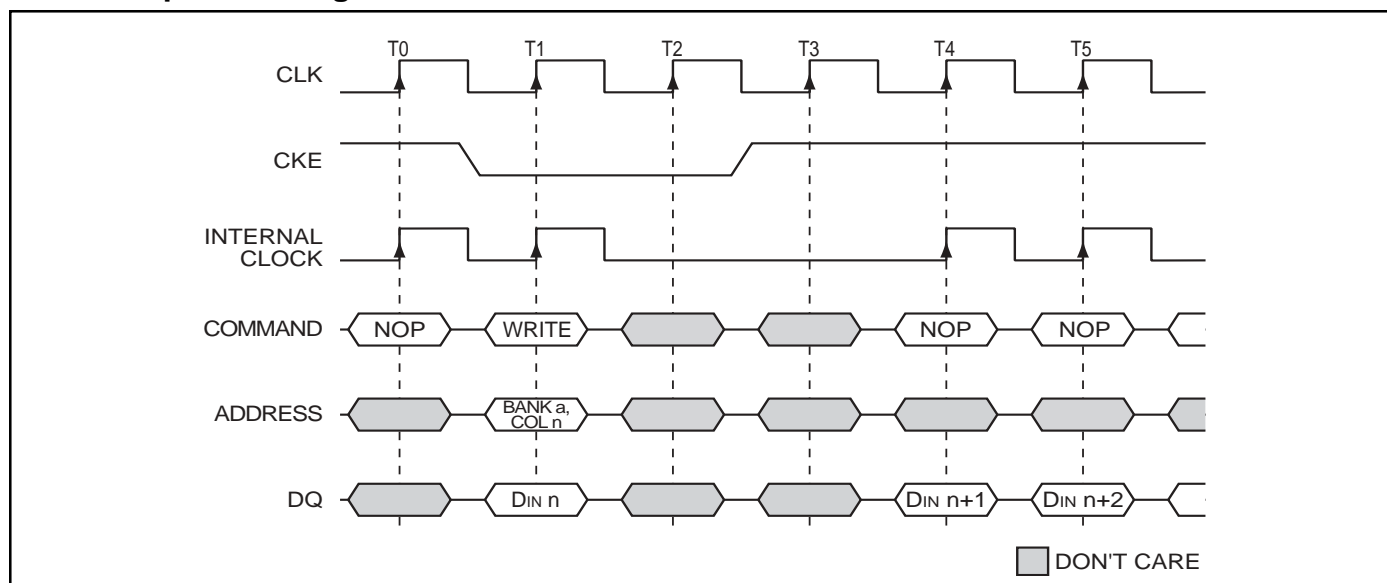 T0 T1 T2 T3 T4 T5
CLK
CKE
INTERNAL
CLOCK
COMMAND NOP WRITE NOP NOP
ADDRESS BANK a,
COL n
DQ DIN n DIN n+1 DIN n+2
DON'T CARE